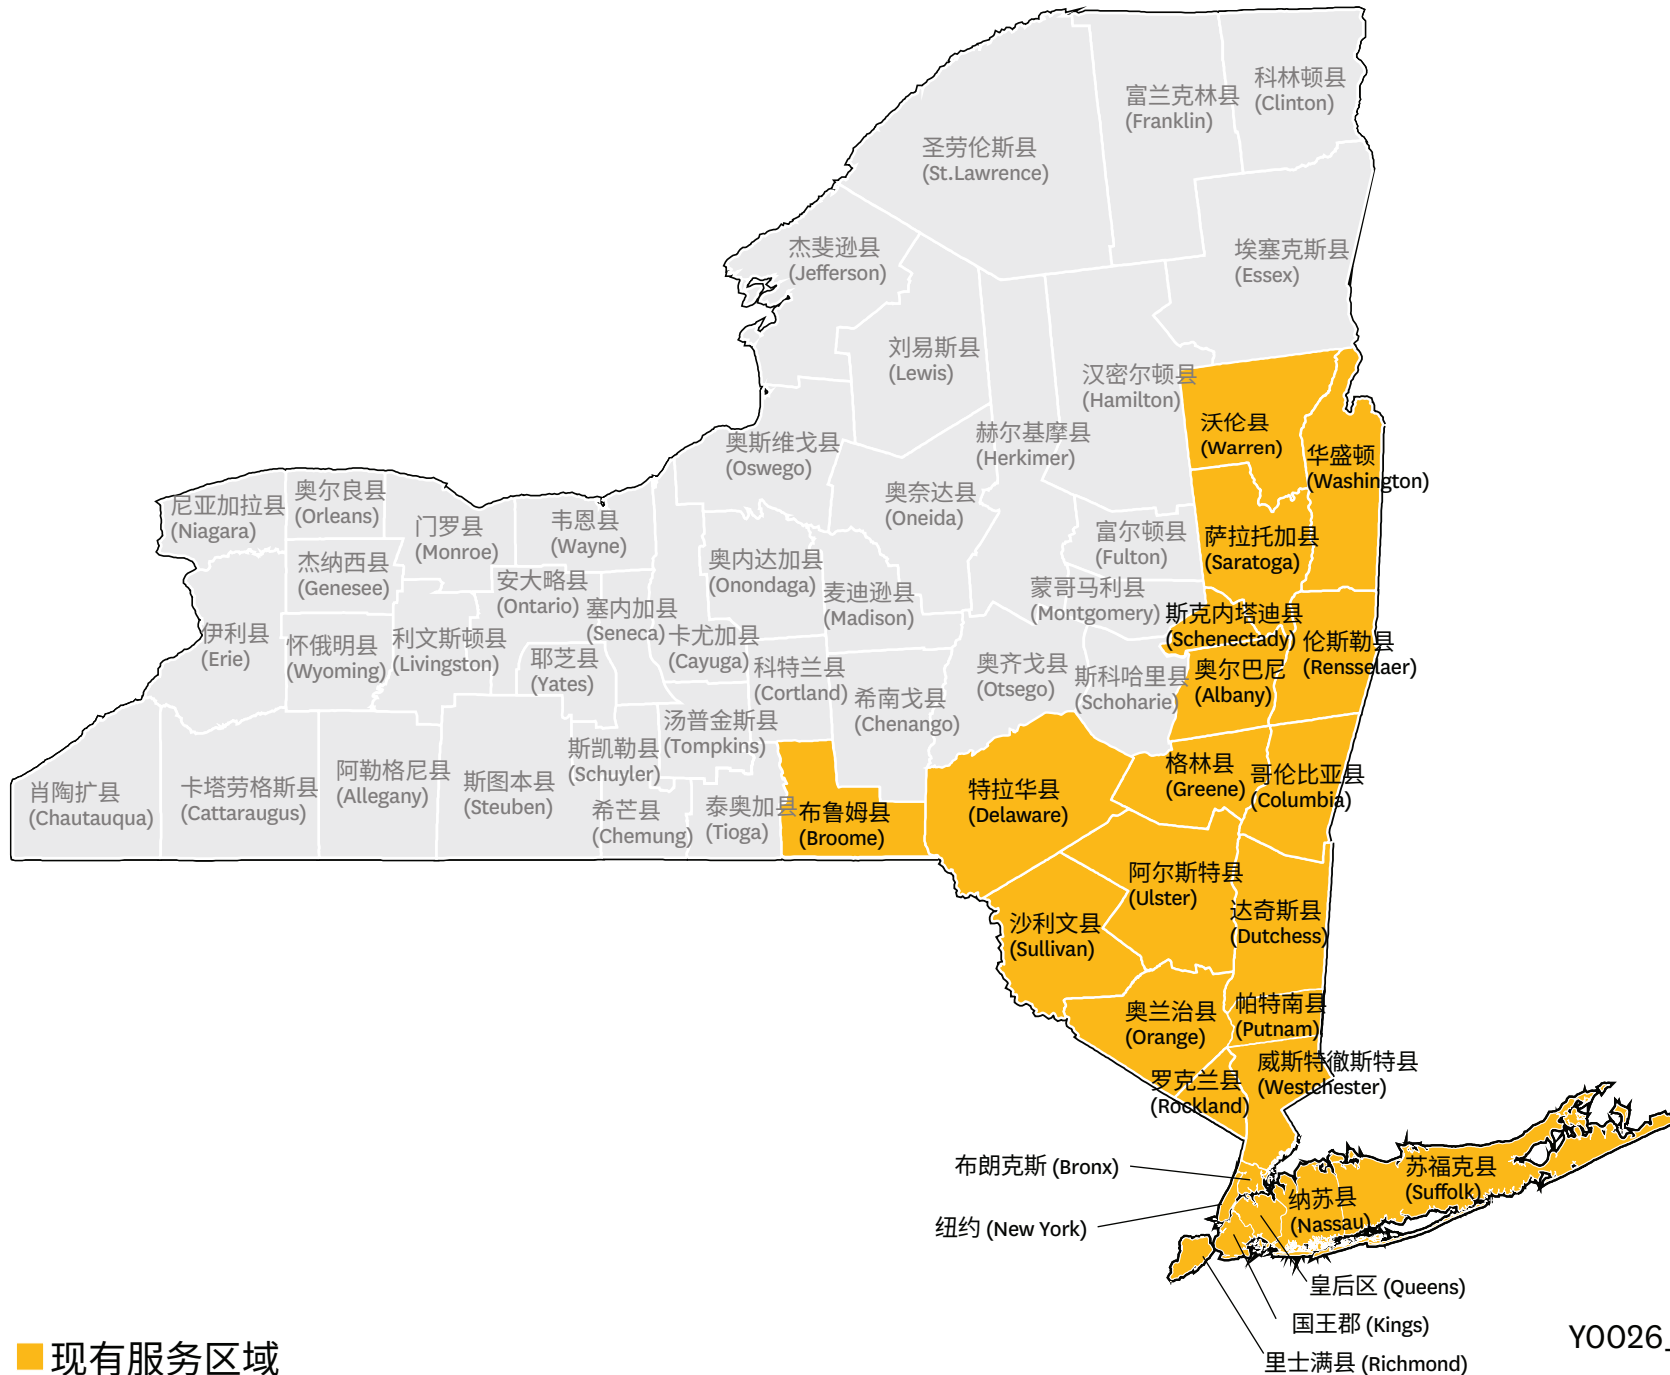 科林顿县
(Clinton)
富兰克林县
(Franklin)
圣劳伦斯县
(St.Lawrence)
杰斐逊县
(Jefferson)
埃塞克斯县
(Essex)
刘易斯县
(Lewis)
汉密尔顿县
(Hamilton)
沃伦县
(Warren)
华盛顿
(Washington)
赫尔基摩县
(Herkimer)
奥斯维戈县
(Oswego)
奥奈达县
(Oneida)
尼亚加拉县
(Niagara)
奥尔良县
(Orleans)
门罗县
(Monroe)
韦恩县
(Wayne)
富尔顿县
(Fulton)
萨拉托加县
(Saratoga)
杰纳西县
(Genesee)
安大略县
(Ontario)
塞内加县
(Seneca)
奥内达加县
(Onondaga)
麦迪逊县
(Madison)
蒙哥马利县
(Montgomery)
斯克内塔迪县
(Schenectady)
伦斯勒县
(Rensselaer)
伊利县
(Erie)
怀俄明县
(Wyoming)
利文斯顿县
(Livingston)
耶芝县
(Yates)
卡尤加县
(Cayuga)
科特兰县
(Cortland)
希南戈县
(Chenango)
奥齐戈县
(Otsego)
斯科哈里县
(Schoharie)
奥尔巴尼
(Albany)
汤普金斯县
(Tompkins)
斯凯勒县
(Schuyler)
肖陶扩县
(Chautauqua)
卡塔劳格斯县
(Cattaraugus)
阿勒格尼县
(Allegany)
斯图本县
(Steuben)
希芒县
(Chemung)
泰奥加县
(Tioga)
布鲁姆县
(Broome)
特拉华县
(Delaware)
格林县
(Greene)
哥伦比亚县
(Columbia)
阿尔斯特县
(Ulster)
达奇斯县
(Dutchess)
沙利文县
(Sullivan)
奥兰治县
(Orange)
帕特南县
(Putnam)
罗克兰县
(Rockland)
威斯特徹斯特县
(Westchester)
布朗克斯 (Bronx)
苏福克县
(Suffolk)
纳苏县
(Nassau)
纽约 (New York)
皇后区 (Queens)
国王郡 (Kings)
里士满县 (Richmond)
现有服务区域
Y0026_